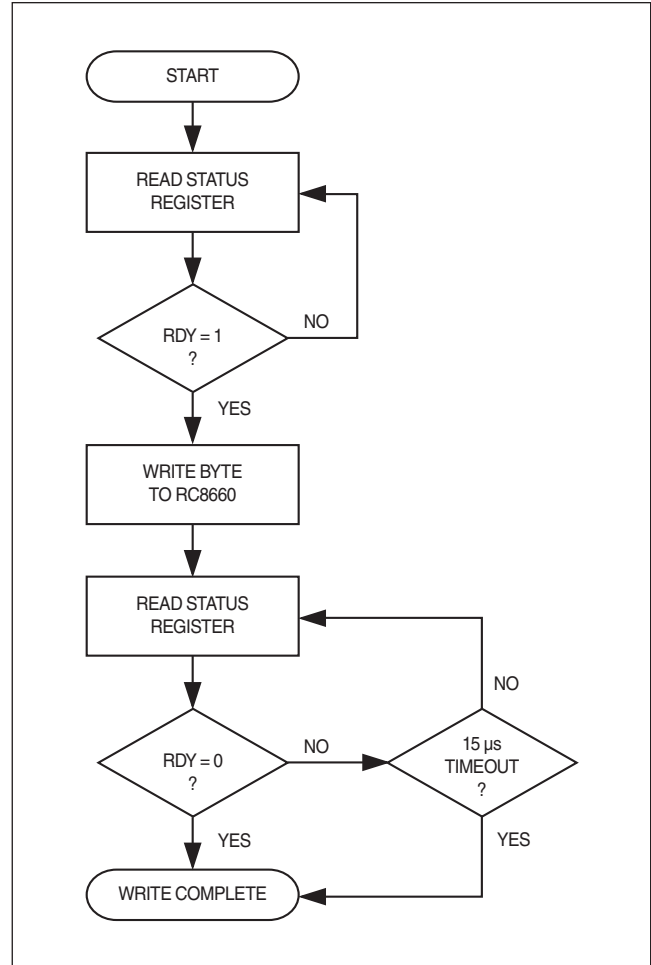 START
READ STATUS
REGISTER
RDY = 1
?
NO
YES
WRITE BYTE
TO RC8660
READ STATUS
REGISTER
NO
RDY = 0
?
NO
15 µs
TIMEOUT
?
YES
YES
WRITE COMPLETE